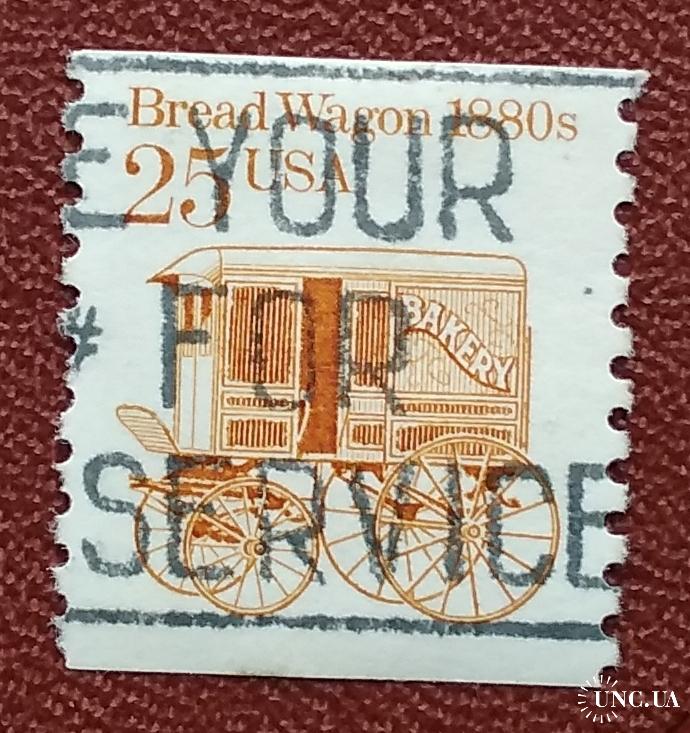 Bread Wagon 1880s
25 USA
E YOUR
* FOR
SERVICE
BAKERY
UNC.UA